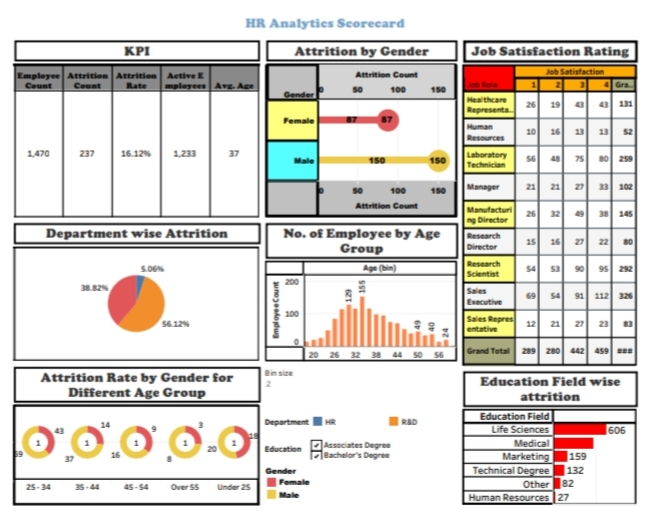 HR Analytics Scorecard
KPI
Employee Count Attrition Count Attrition Rate Active E mployees Avg. Age
1,470 237 16.12% 1,233 37
Attrition by Gender
Attrition Count
Gender 0 50 100 150
Female 87 87
Male 150 150
0 50 100 150
Attrition Count
Job Satisfaction Rating
Job Satisfaction
Job Role 1 2 3 4 Gra..
Healthcare Representa.. 26 19 43 43 131
Human Resources 10 16 13 13 52
Laboratory Technician 56 48 75 80 259
Manager 21 21 27 33 102
Manufacturi ng Director 26 32 49 38 145
Research Director 15 16 27 22 80
Research Scientist 54 53 90 95 292
Sales Executive 69 54 91 112 326
Sales Repres entative 12 21 27 23 83
Grand Total 289 280 442 459 ###
Department wise Attrition
5.06%
38.82%
56.12%
No. of Employee by Age Group
Age (bin)
Employee Count
200
100
0
129 155 49 40 24
20 26 32 38 44 50 56
Bin size
2
Attrition Rate by Gender for Different Age Group
43 14 9 3 18
1 1 1 1 1
69 37 16 8 20
25 - 34 35 - 44 45 - 54 Over 55 Under 25
Department HR R&D
Education Associates Degree
Bachelor's Degree
Gender
Female
Male
Education Field wise attrition
Education Field
Life Sciences 606
Medical
Marketing 159
Technical Degree 132
Other 82
Human Resources 27